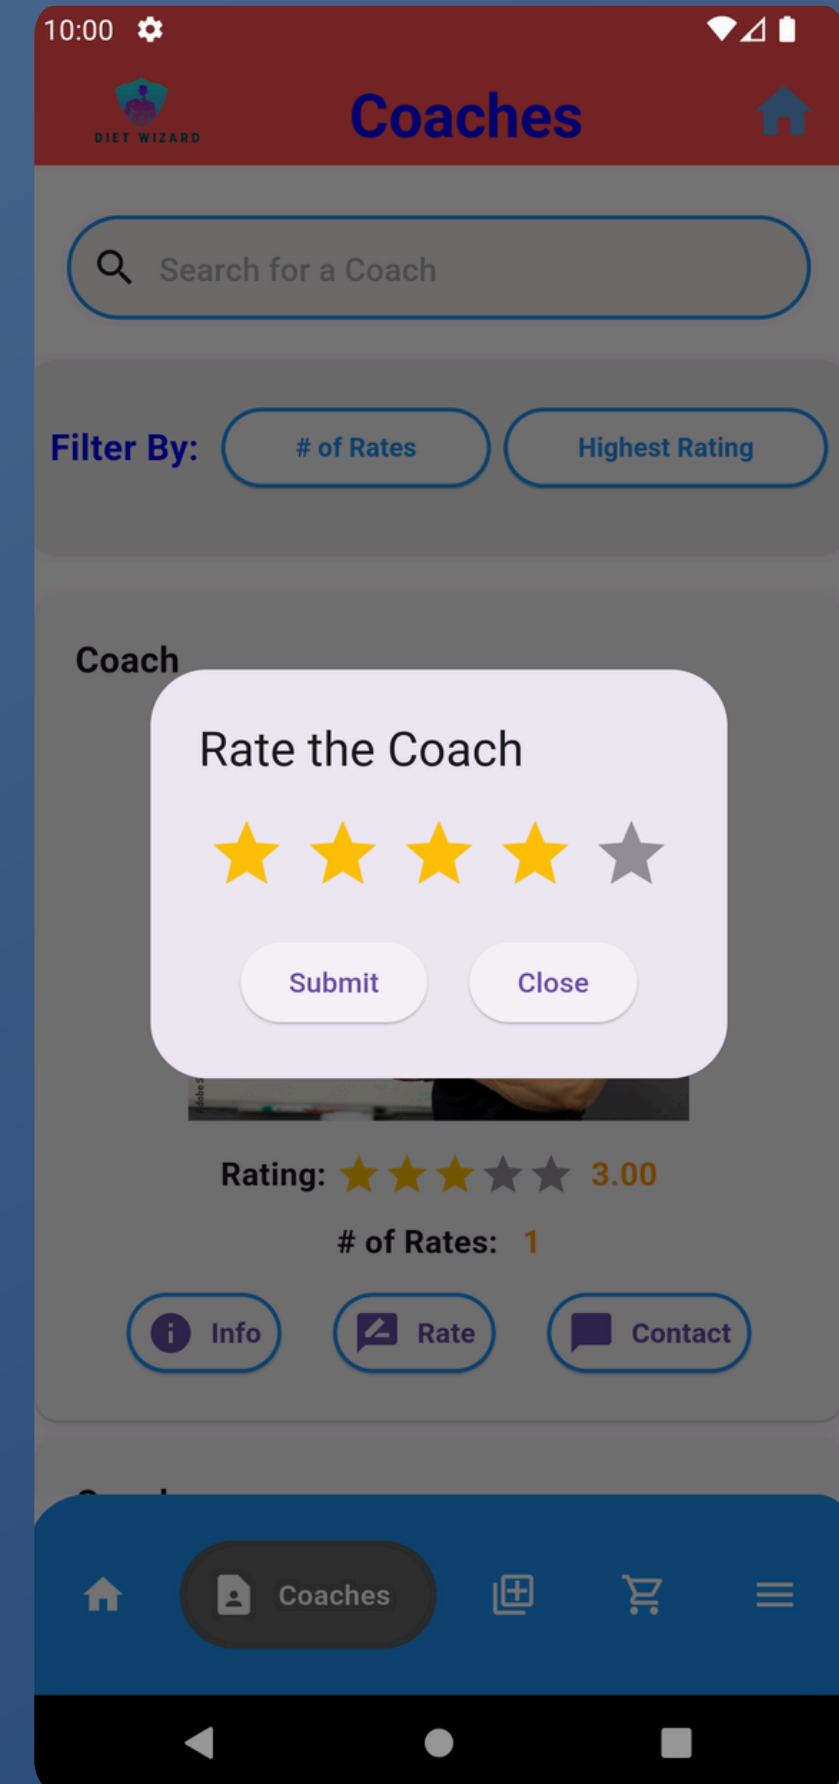 10:00
DIET WIZARD
Coaches
Search for a Coach
Filter By:
# of Rates
Highest Rating
Coach
Rate the Coach
Submit
Close
Rating: 3.00
# of Rates: 1
Info
Rate
Contact
Coaches